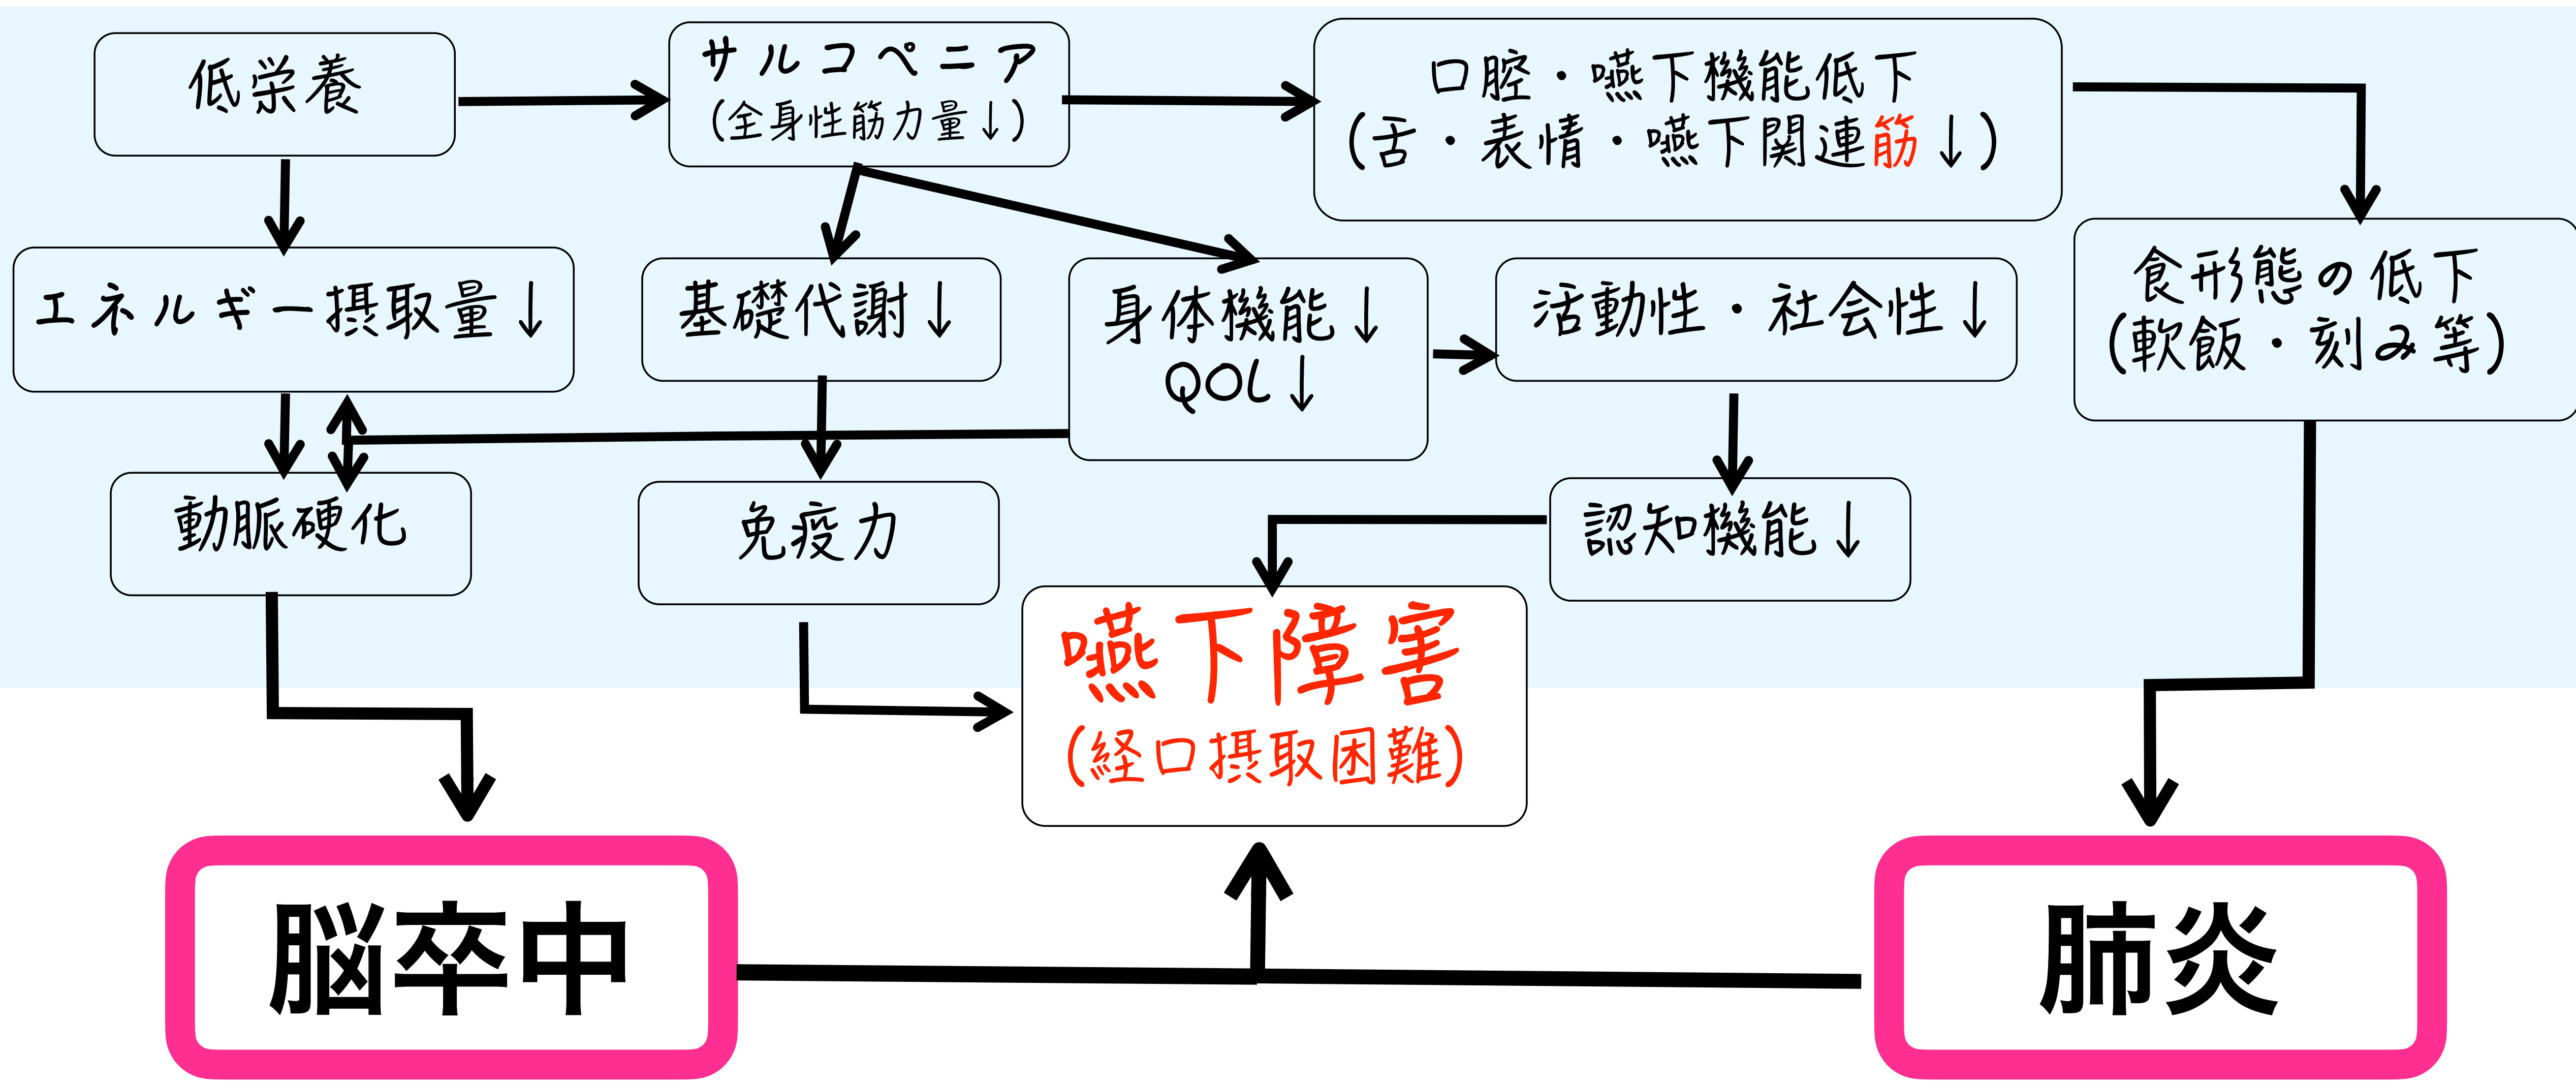 低栄養
サルコペニア
(全身性筋力量↓)
口腔・嚥下機能低下
(舌・表情・嚥下関連筋↓)
エネルギー摂取量↓
基礎代謝↓
身体機能↓
QOL↓
活動性・社会性↓
食形態の低下
(軟飯・刻み等)
動脈硬化
免疫力
認知機能↓
嚥下障害
(経口摂取困難)
脳卒中
肺炎